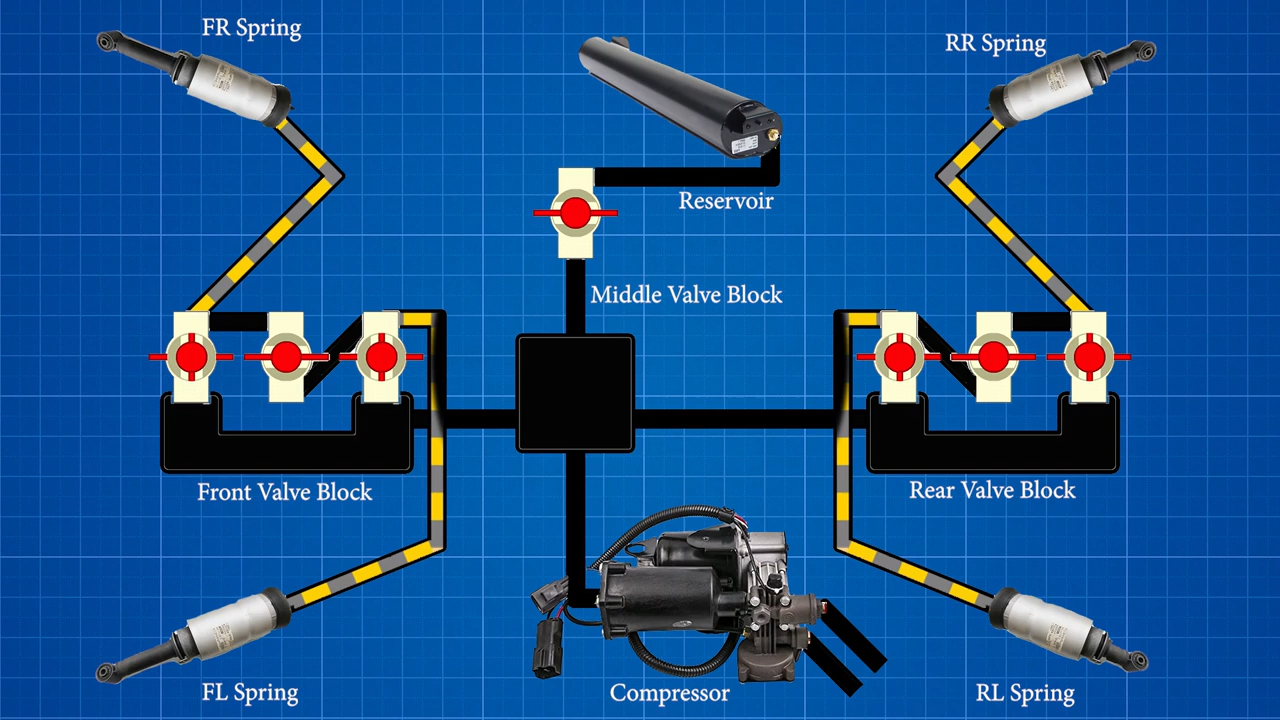 FR Spring
RR Spring
Reservoir
Middle Valve Block
Front Valve Block
Rear Valve Block
FL Spring
Compressor
RL Spring